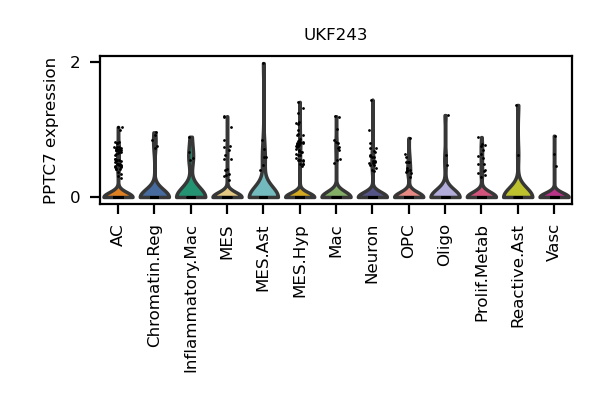 UKF243
PPTC7 expression
2
0
AC
Chromatin.Reg
Inflammatory.Mac
MES
MES.Ast
MES.Hyp
Mac
Neuron
OPC
Oligo
Prolif.Metab
Reactive.Ast
Vasc